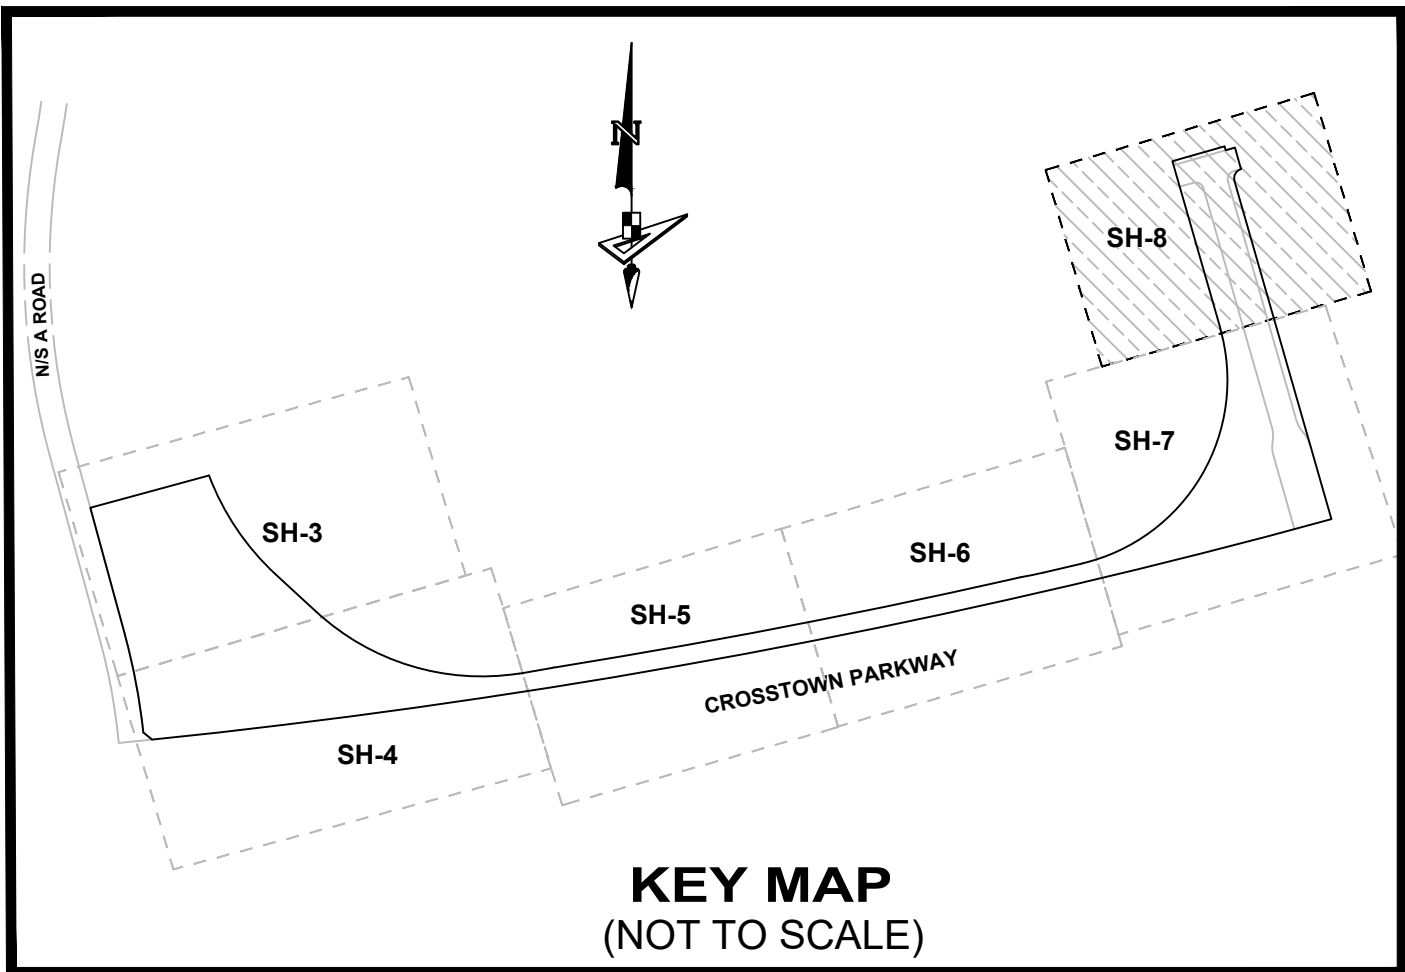 N
SH-8
N/S A ROAD
SH-7
SH-3
SH-6
SH-5
CROSSTOWN PARKWAY
SH-4
KEY MAP
(NOT TO SCALE)